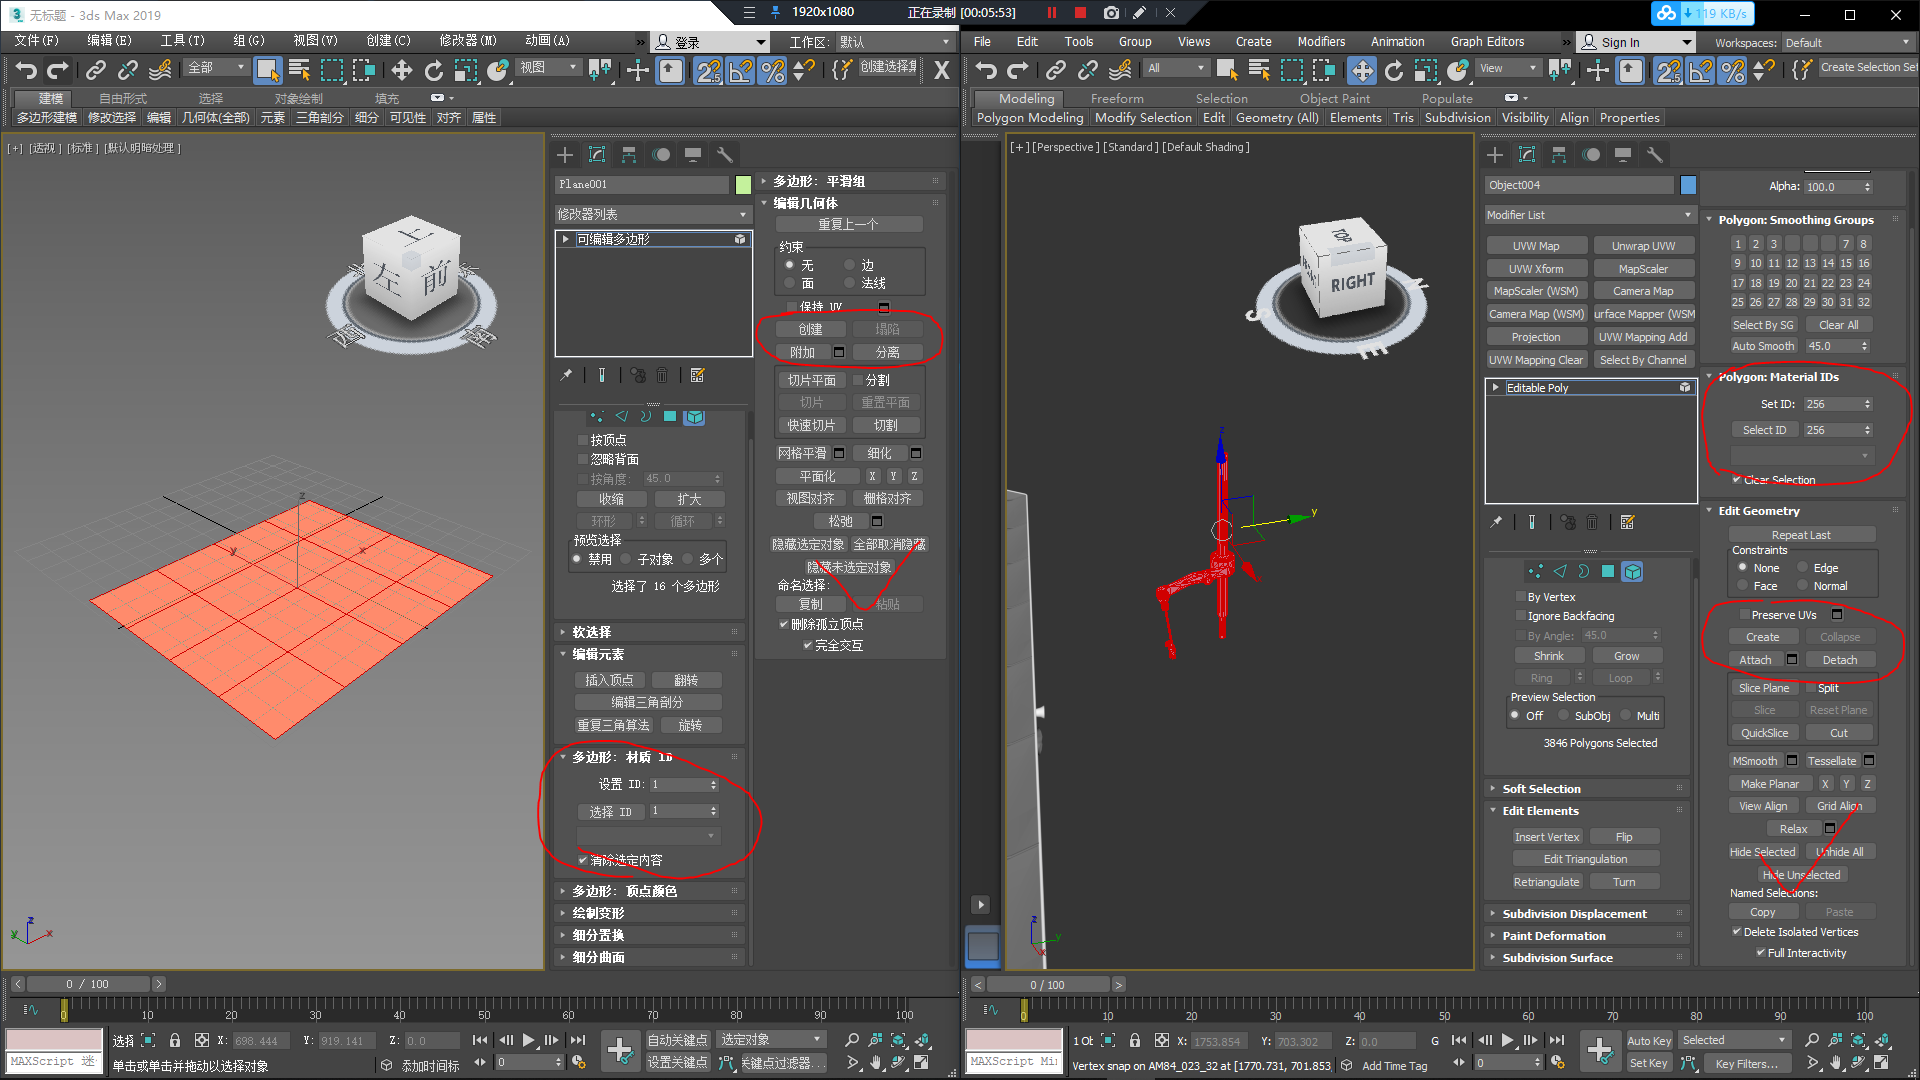 无标题 - 3ds Max 2019
1920x1080
正在录制 [00:05:53]
119 KB/s
文件(F) 编辑(E) 工具(T) 组(G) 视图(V) 创建(C) 修改器(M) 动画(A) » 登录 工作区: 默认
全部 视图 创建选择集
建模 自由形式 选择 对象绘制 填充
多边形建模 修改选择 编辑 几何体(全部) 元素 三角剖分 细分 可见性 对齐 属性
[+] [透视] [标准] [默认明暗处理]
上
左
前
z
y
x
Plane001
修改器列表
可编辑多边形
按顶点
忽略背面
按角度: 45.0
收缩 扩大
环形 循环
预览选择
禁用 子对象 多个
选择了 16 个多边形
软选择
编辑元素
插入顶点 翻转
编辑三角剖分
重复三角算法 旋转
多边形: 材质 ID
设置 ID: 1
选择 ID 1
清除选定内容
多边形: 顶点颜色
绘制变形
细分置换
细分曲面
多边形: 平滑组
编辑几何体
重复上一个
约束
无 边
面 法线
保持 UV
创建 塌陷
附加 分离
切片平面 分割
切片 重置平面
快速切片 切割
网格平滑 细化
平面化 X Y Z
视图对齐 栅格对齐
松弛
隐藏选定对象 全部取消隐藏
隐藏未选定对象
命名选择:
复制 粘贴
删除孤立顶点
完全交互
z
y
x
0 / 100
0 10 20 30 40 50 60 70 80 90 100
选择 X: 698.444 Y: 919.141 Z: 0.0
自动关键点 选定对象
MAXScript 迷
单击或单击并拖动以选择对象
添加时间标记
0
设置关键点 关键点过滤器...
File Edit Tools Group Views Create Modifiers Animation Graph Editors » Sign In Workspaces: Default
All View Create Selection Set
Modeling Freeform Selection Object Paint Populate
Polygon Modeling Modify Selection Edit Geometry (All) Elements Tris Subdivision Visibility Align Properties
[+] [Perspective] [Standard] [Default Shading]
TOP
RIGHT
S
E
z
y
Object004
Modifier List
UVW Map Unwrap UVW
UVW Xform MapScaler
MapScaler (WSM) Camera Map
Camera Map (WSM) urface Mapper (WSM
Projection UVW Mapping Add
UVW Mapping Clear Select By Channel
Editable Poly
By Vertex
Ignore Backfacing
By Angle: 45.0
Shrink Grow
Ring Loop
Preview Selection
Off SubObj Multi
3846 Polygons Selected
Soft Selection
Edit Elements
Insert Vertex Flip
Edit Triangulation
Retriangulate Turn
Subdivision Displacement
Paint Deformation
Subdivision Surface
Alpha: 100.0
Polygon: Smoothing Groups
1 2 3 7 8
9 10 11 12 13 14 15 16
17 18 19 20 21 22 23 24
25 26 27 28 29 30 31 32
Select By SG Clear All
Auto Smooth 45.0
Polygon: Material IDs
Set ID: 256
Select ID 256
Clear Selection
Edit Geometry
Repeat Last
Constraints
None Edge
Face Normal
Preserve UVs
Create Collapse
Attach Detach
Slice Plane Split
Slice Reset Plane
QuickSlice Cut
MSmooth Tessellate
Make Planar X Y Z
View Align Grid Align
Relax
Hide Selected Unhide All
Hide Unselected
Named Selections:
Copy Paste
Delete Isolated Vertices
Full Interactivity
z
y
x
0 / 100
0 10 20 30 40 50 60 70 80 90 100
1 Ot X: 1753.854 Y: 703.302 Z: 0.0 G
Auto Key Selected
MAXScript Mi
Vertex snap on AM84_023_32 at [1770.731, 701.853
Add Time Tag
0
Set Key Key Filters...